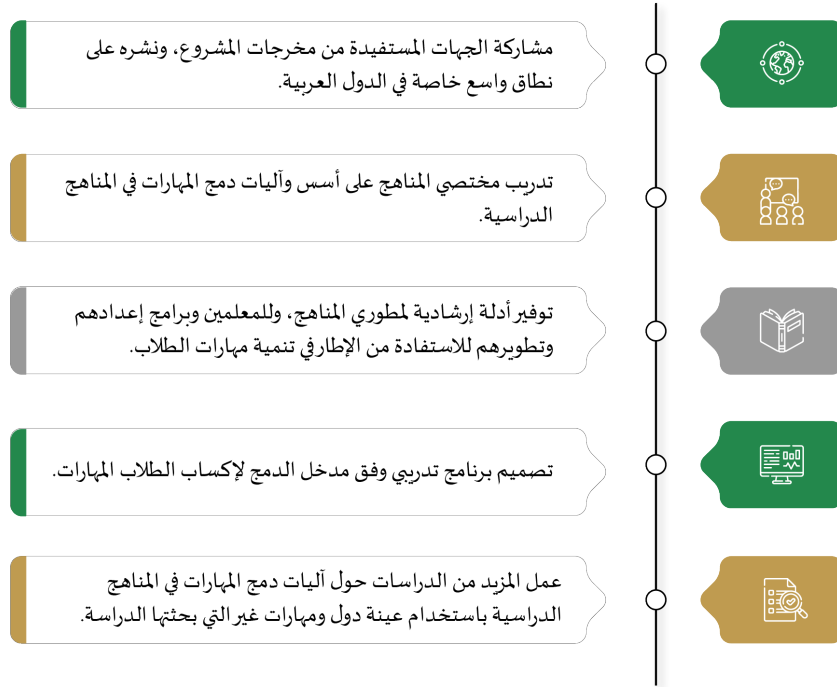 مشاركة الجهات المستفيدة من مخرجات المشروع، ونشره على
نطاق واسع خاصة في الدول العربية.
تدريب مختصي المناهج على أسس وآليات دمج المهارات في المناهج
الدراسية.
توفير أدلة إرشادية لمطوري المناهج، وللمعلمين وبرامج إعدادهم
وتطويرهم للاستفادة من الإطار في تنمية مهارات الطلاب.
تصميم برنامج تدريبي وفق مدخل الدمج لإكساب الطلاب المهارات.
عمل المزيد من الدراسات حول آليات دمج المهارات في المناهج
الدراسية باستخدام عينة دول ومهارات غير التي بحثتها الدراسة.